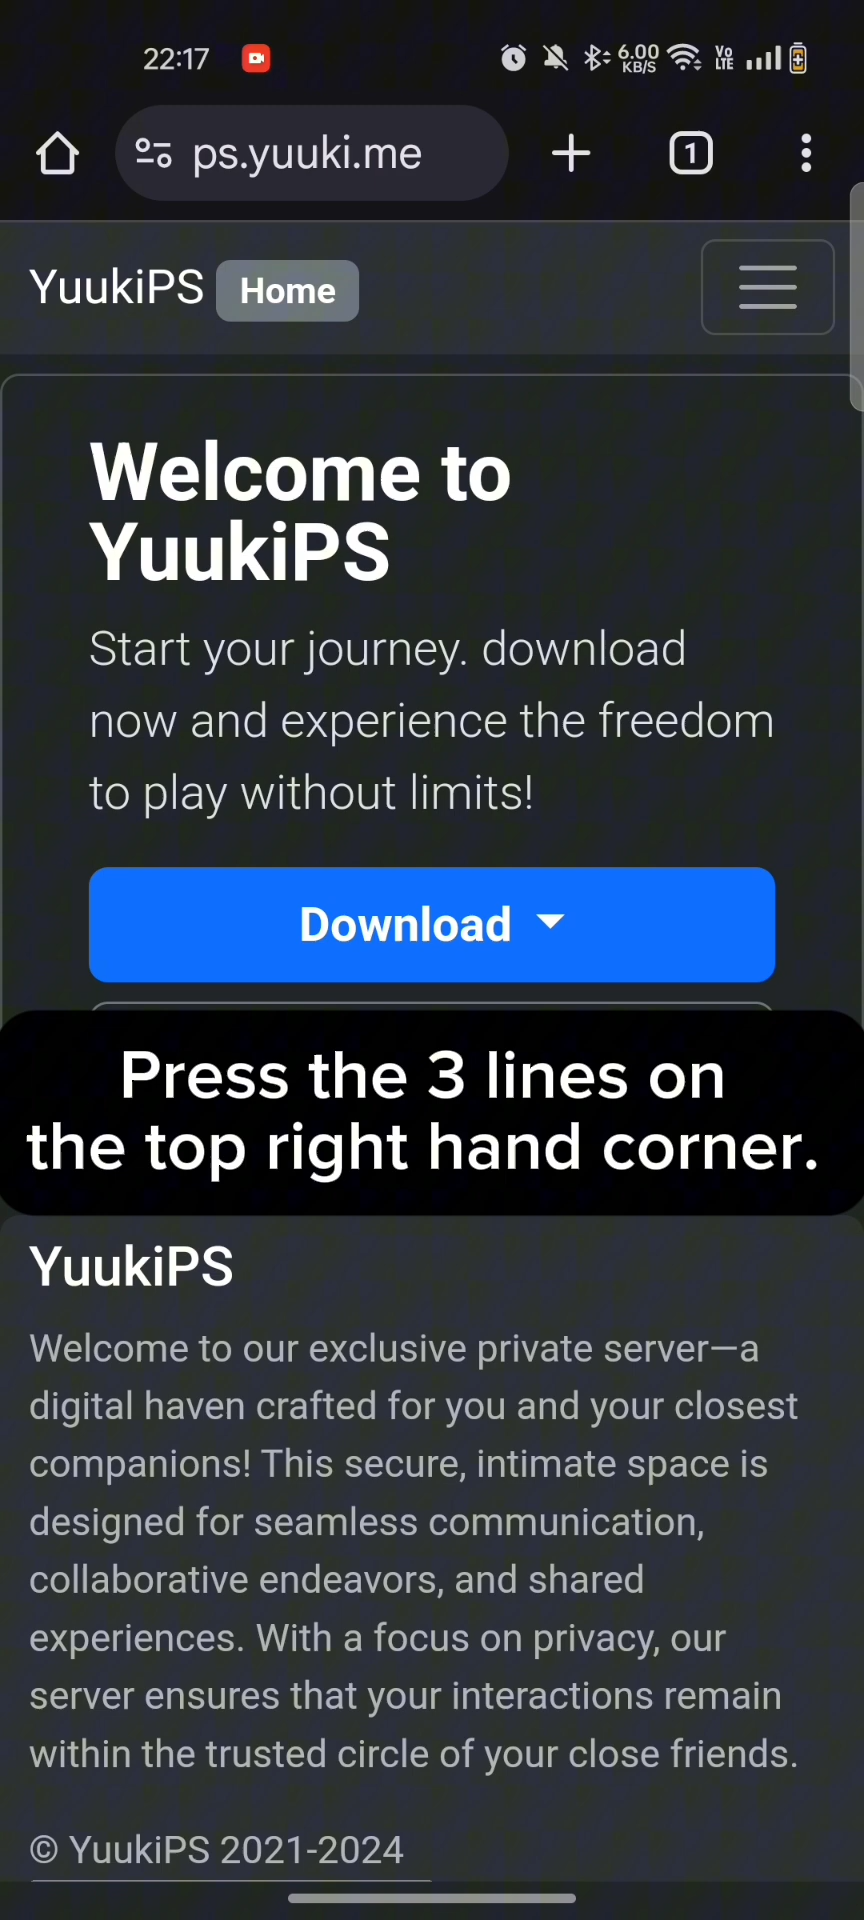 22:17
6.00
KB/S
Vo
LTE
ps.yuuki.me
1
YuukiPS Home
Welcome to
YuukiPS
Start your journey. download
now and experience the freedom
to play without limits!
Download
Press the 3 lines on
the top right hand corner.
YuukiPS
Welcome to our exclusive private server—a
digital haven crafted for you and your closest
companions! This secure, intimate space is
designed for seamless communication,
collaborative endeavors, and shared
experiences. With a focus on privacy, our
server ensures that your interactions remain
within the trusted circle of your close friends.
© YuukiPS 2021-2024